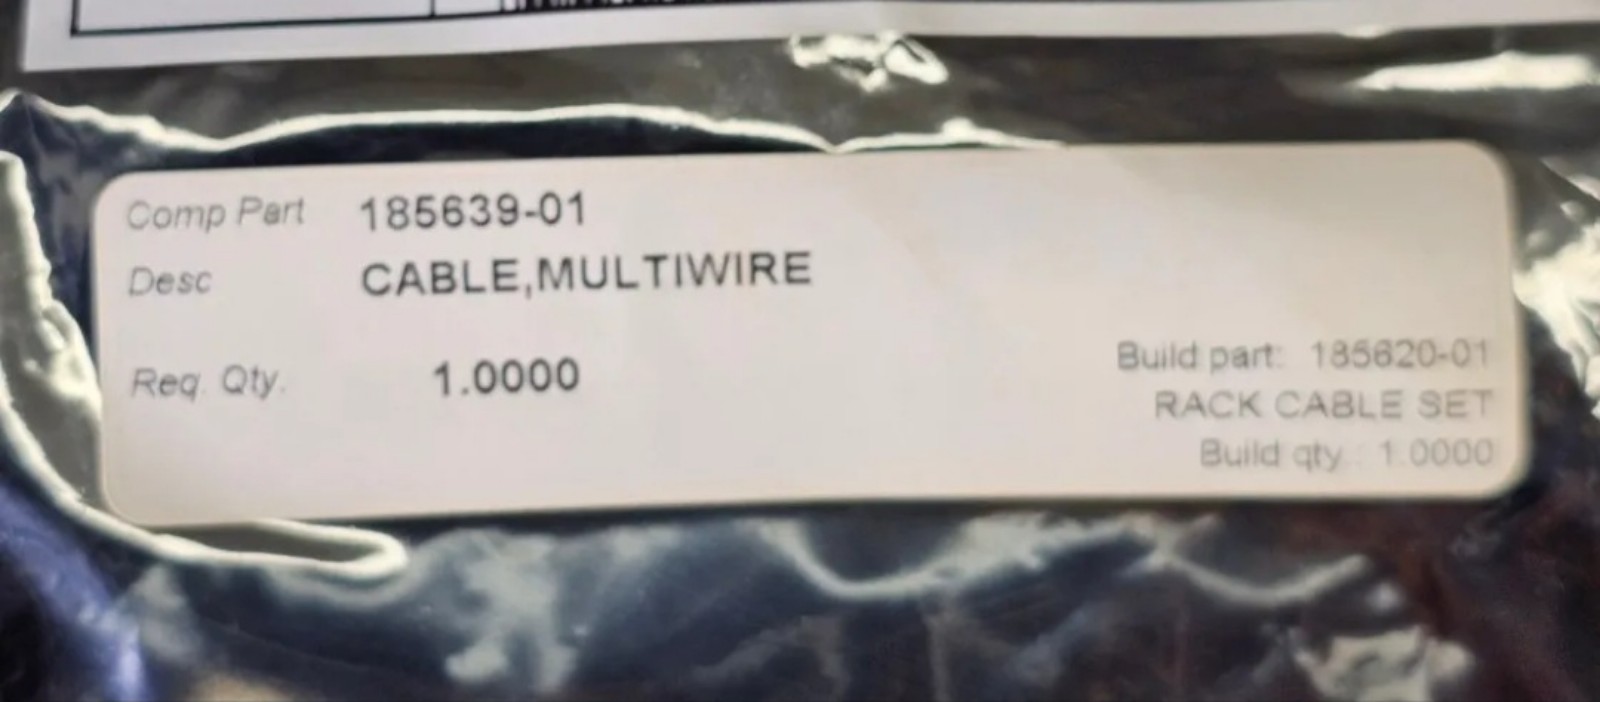 Comp Part 185639-01
Desc CABLE,MULTIWIRE
Req. Qty. 1.0000
Build part: 185620-01
RACK CABLE SET
Build qty.: 1.0000